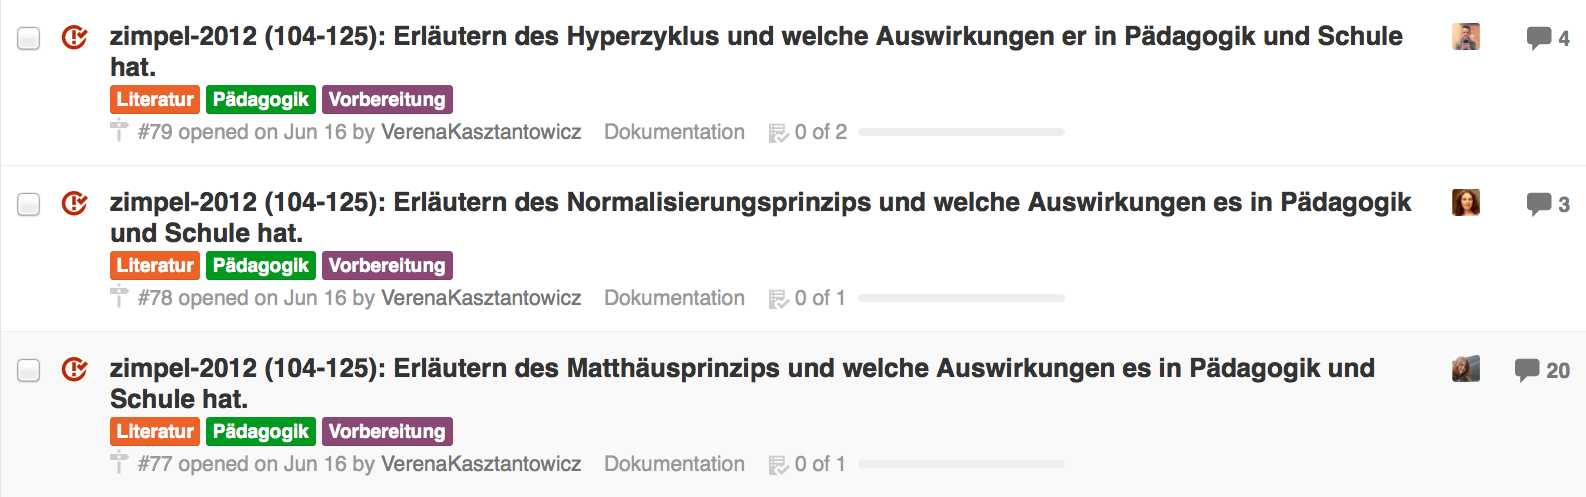 zimpel-2012 (104-125): Erläutern des Hyperzyklus und welche Auswirkungen er in Pädagogik und Schule
hat.
4
Literatur Pädagogik Vorbereitung
#79 opened on Jun 16 by VerenaKasztantowicz Dokumentation 0 of 2
zimpel-2012 (104-125): Erläutern des Normalisierungsprinzips und welche Auswirkungen es in Pädagogik
und Schule hat.
3
Literatur Pädagogik Vorbereitung
#78 opened on Jun 16 by VerenaKasztantowicz Dokumentation 0 of 1
zimpel-2012 (104-125): Erläutern des Matthäusprinzips und welche Auswirkungen es in Pädagogik und
Schule hat.
20
Literatur Pädagogik Vorbereitung
#77 opened on Jun 16 by VerenaKasztantowicz Dokumentation 0 of 1